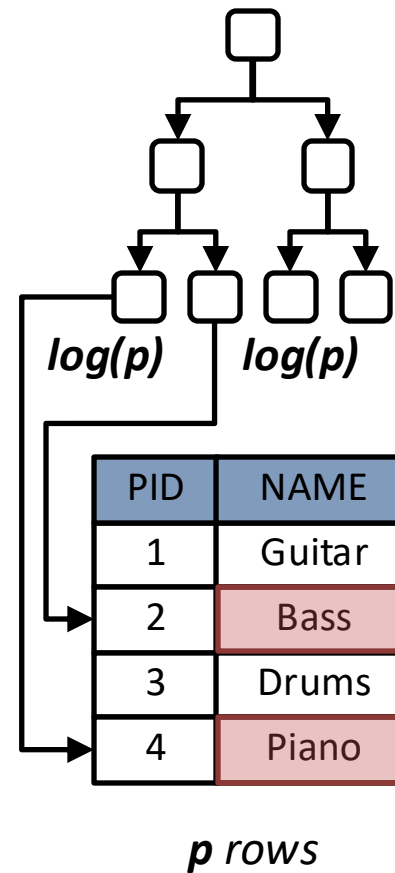 log(p) log(p)
PID NAME
1 Guitar
2 Bass
3 Drums
4 Piano
p rows